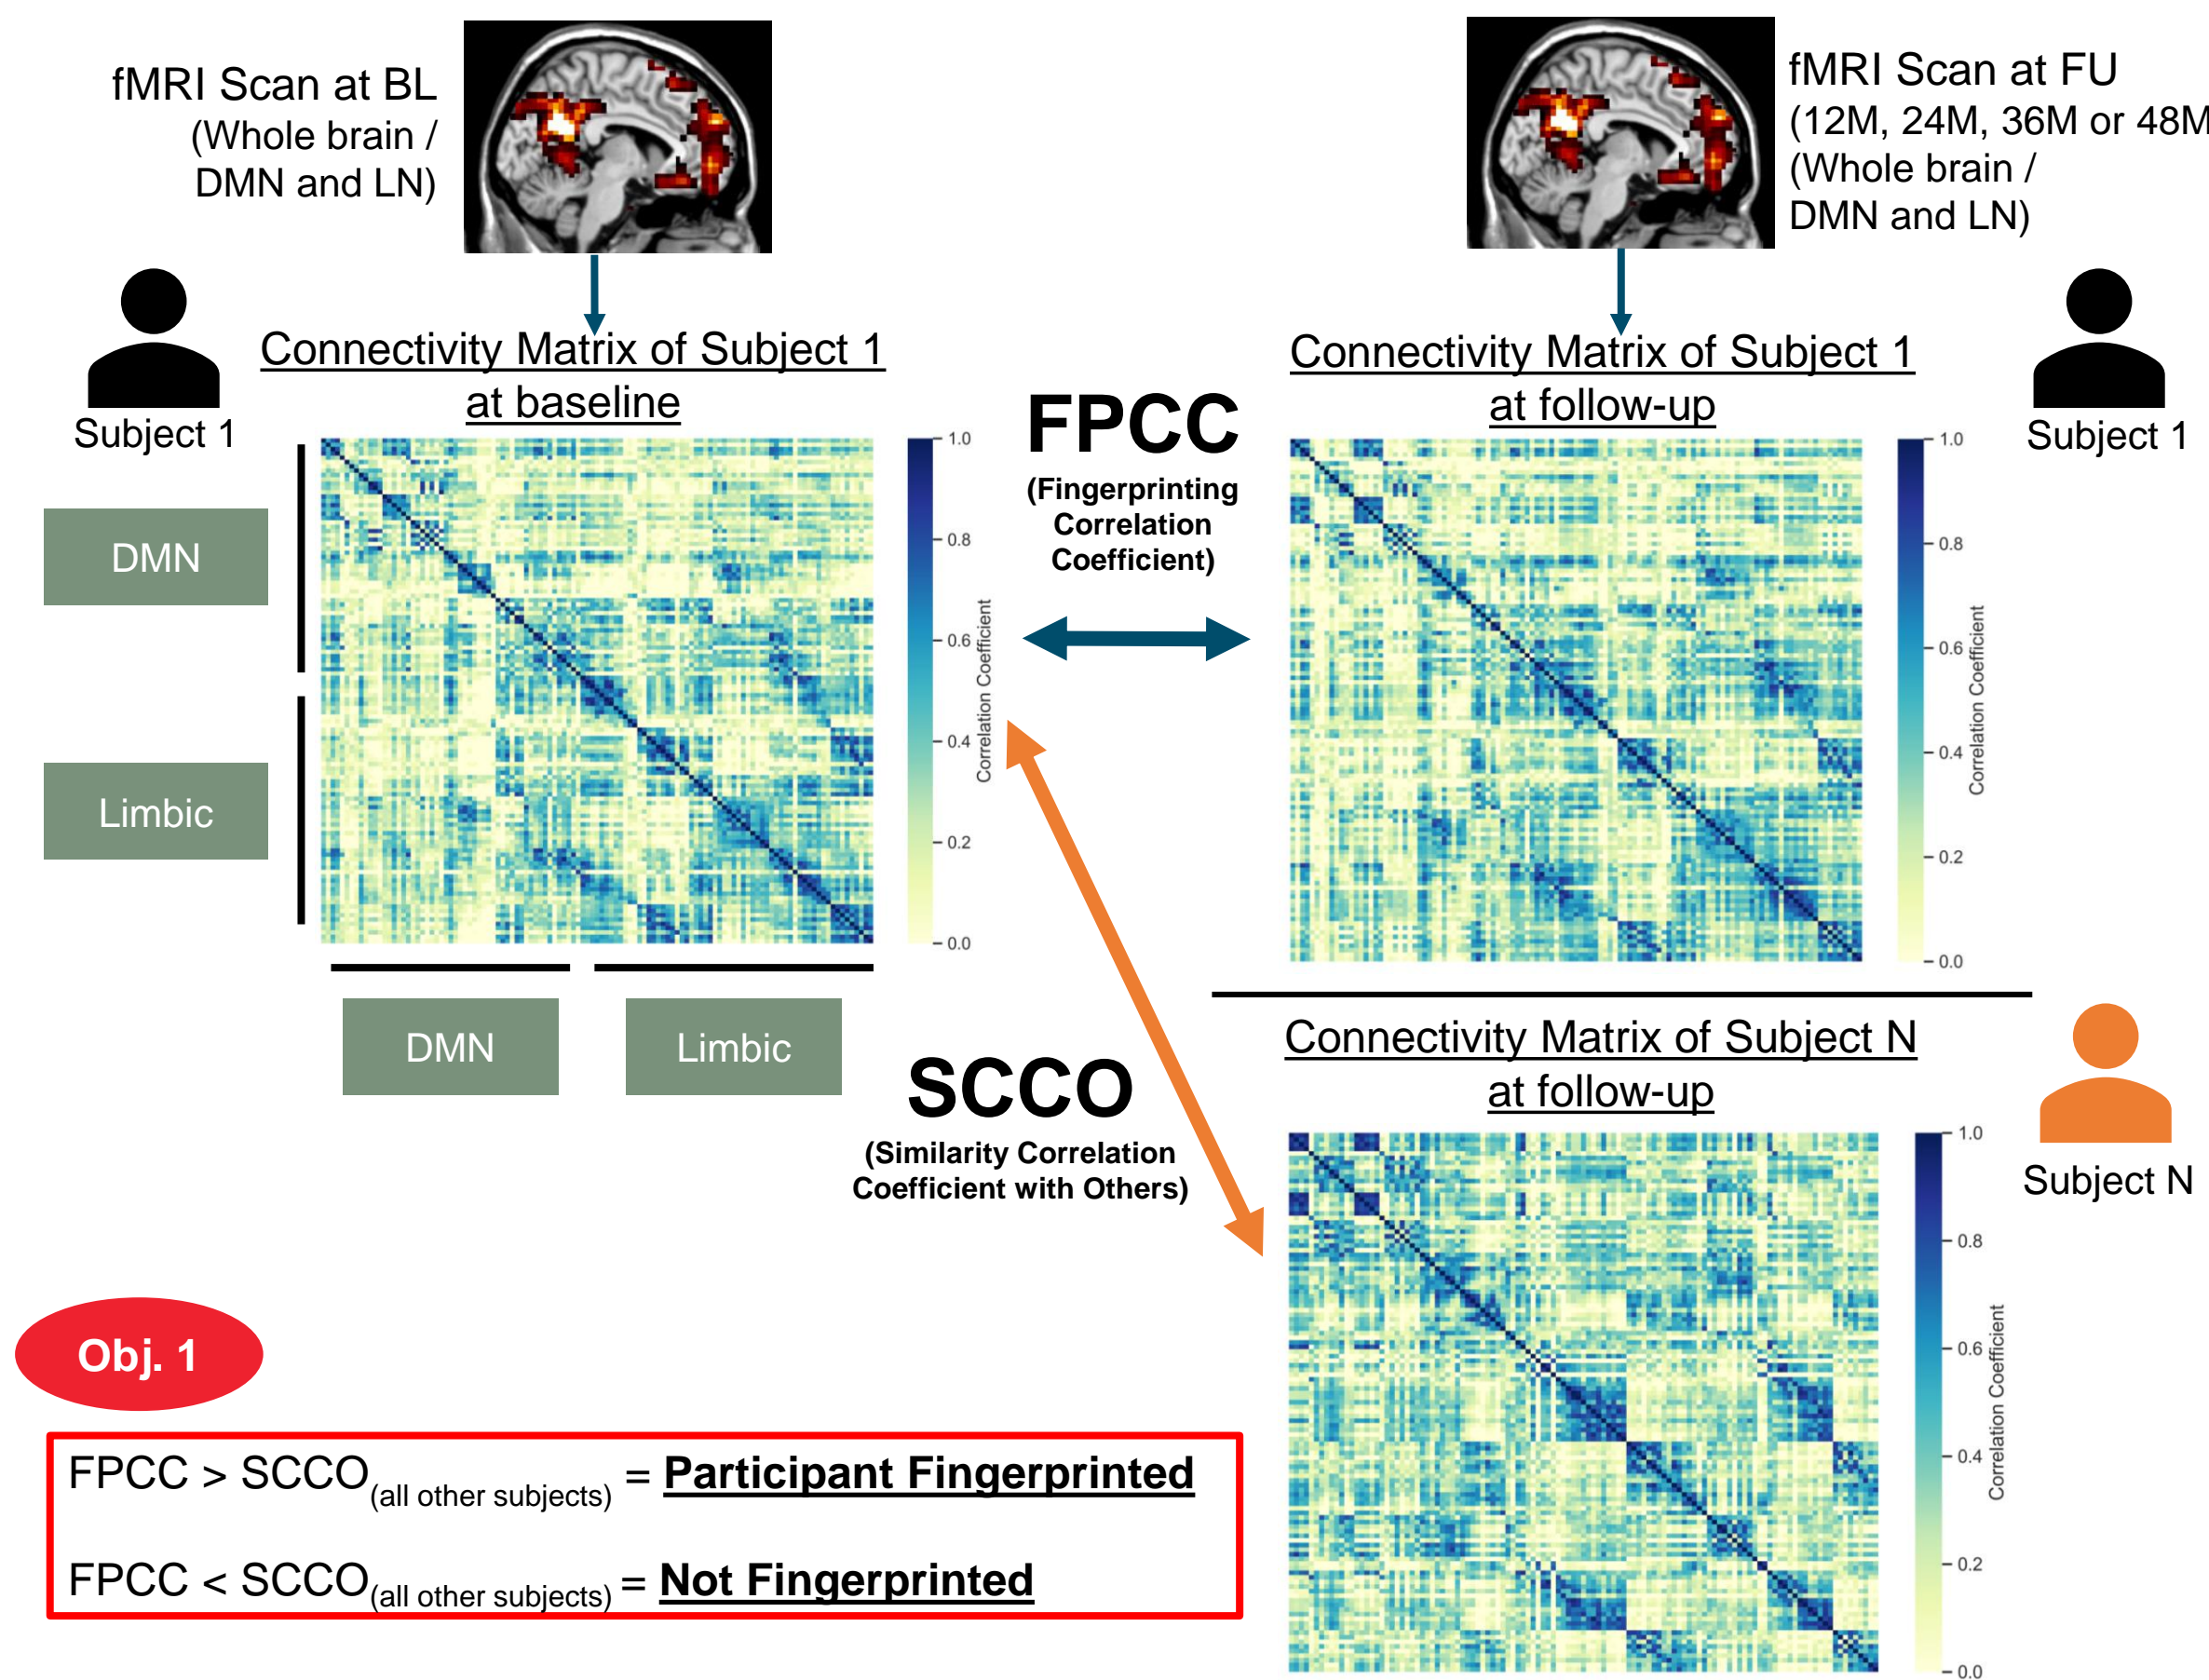 fMRI Scan at BL
(Whole brain /
DMN and LN)
fMRI Scan at FU
(12M, 24M, 36M or 48M
(Whole brain /
DMN and LN)
Subject 1
Connectivity Matrix of Subject 1
at baseline
FPCC
(Fingerprinting
Correlation
Coefficient)
Connectivity Matrix of Subject 1
at follow-up
Subject 1
DMN
Limbic
1.0
0.8
0.6
0.4
0.2
0.0
Correlation Coefficient
1.0
0.8
0.6
0.4
0.2
0.0
Correlation Coefficient
DMN
Limbic
SCCO
(Similarity Correlation
Coefficient with Others)
Connectivity Matrix of Subject N
at follow-up
Subject N
1.0
0.8
0.6
0.4
0.2
0.0
Correlation Coefficient
Obj. 1
FPCC > SCCO(all other subjects) = Participant Fingerprinted
FPCC < SCCO(all other subjects) = Not Fingerprinted